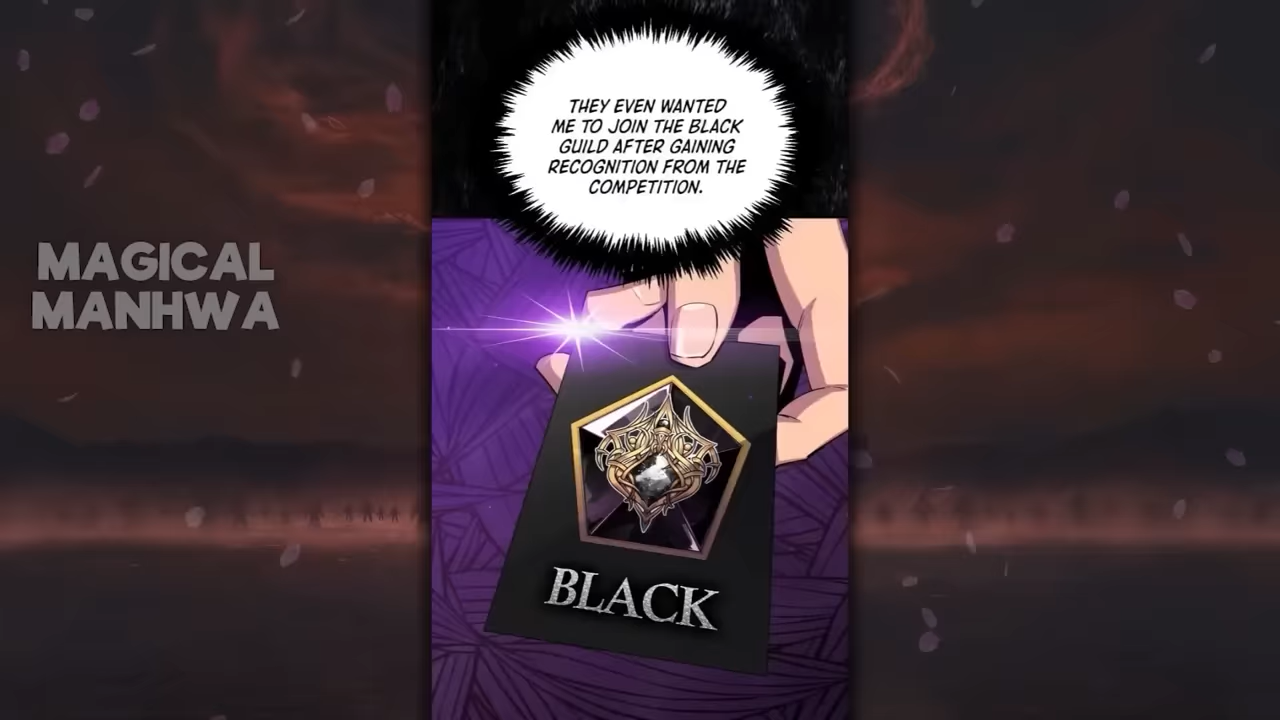 THEY EVEN WANTED
ME TO JOIN THE BLACK
GUILD AFTER GAINING
RECOGNITION FROM THE
COMPETITION.
MAGICAL
MANHWA
BLACK